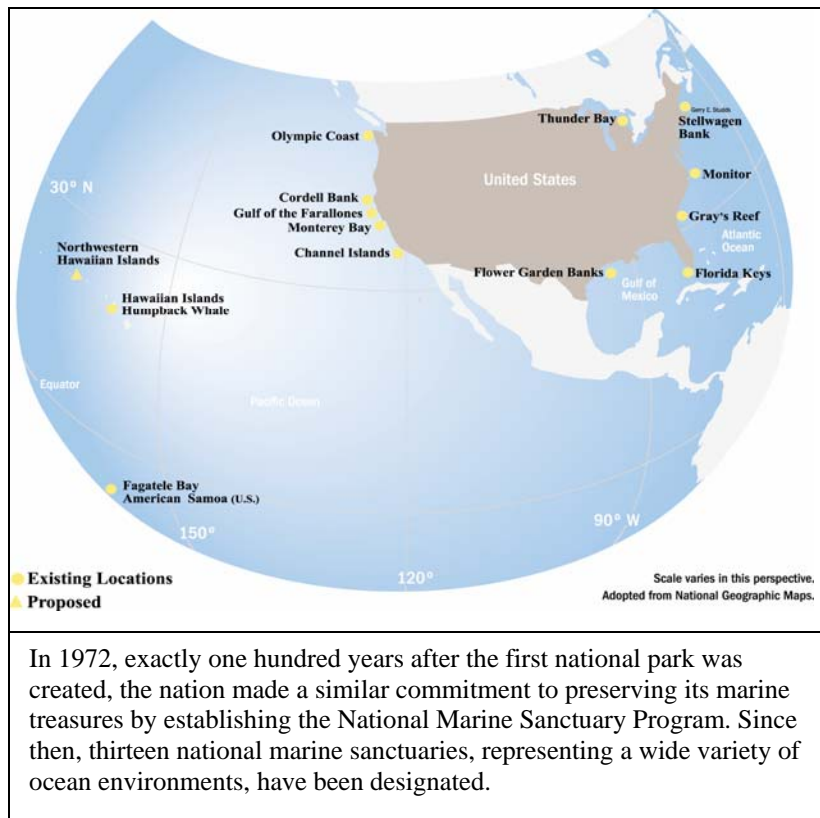 Thunder Bay
Gerry E. Studds
Stellwagen
Bank
Olympic Coast
United States
Monitor
30° N
Cordell Bank
Gulf of the Farallones
Monterey Bay
Gray's Reef
Atlantic
Ocean
Northwestern
Hawaiian Islands
Channel Islands
Flower Garden Banks
Gulf of
Mexico
Florida Keys
Hawaiian Islands
Humpback Whale
Equator
Pacific Ocean
Fagatele Bay
American Samoa (U.S.)
150°
90° W
120°
Existing Locations
Proposed
Scale varies in this perspective.
Adopted from National Geographic Maps.
In 1972, exactly one hundred years after the first national park was
created, the nation made a similar commitment to preserving its marine
treasures by establishing the National Marine Sanctuary Program. Since
then, thirteen national marine sanctuaries, representing a wide variety of
ocean environments, have been designated.